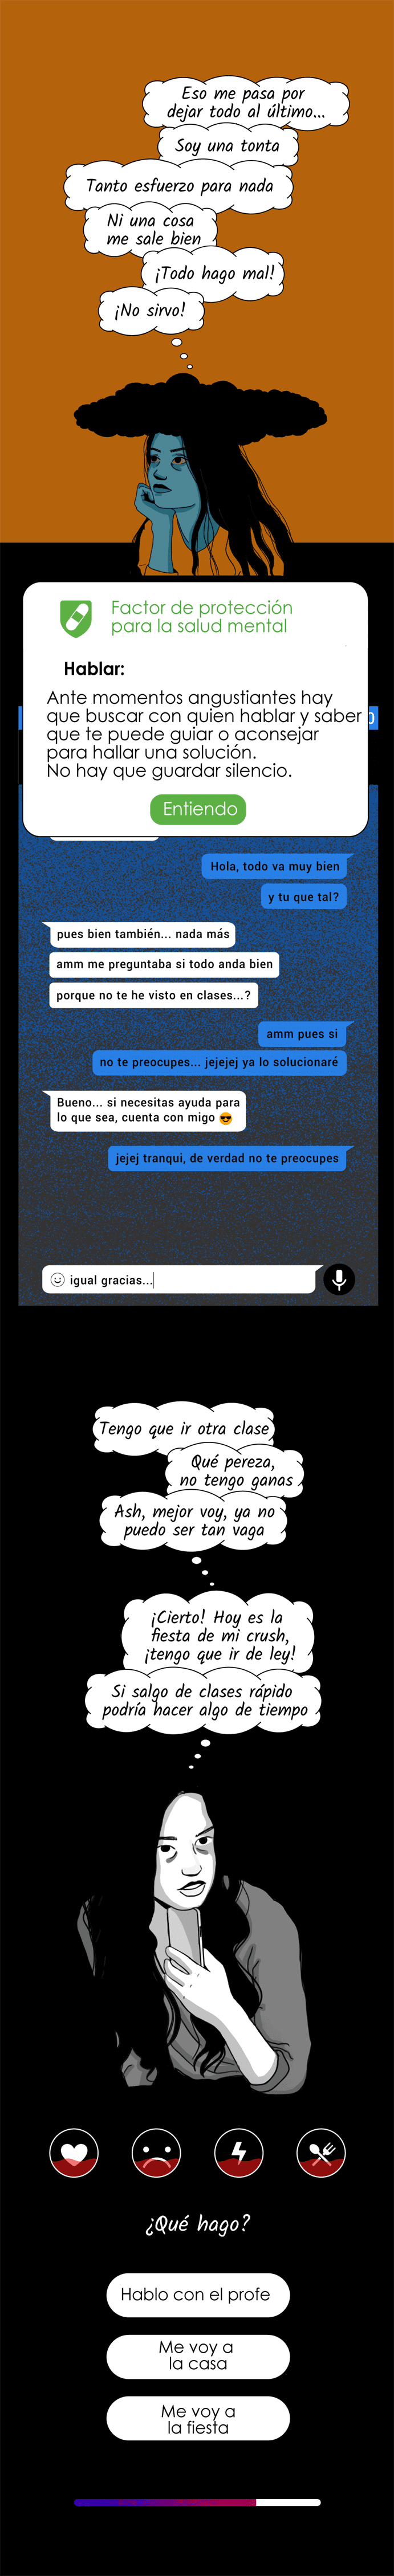 Eso me pasa por
dejar todo al último...
Soy una tonta
Tanto esfuerzo para nada
Ni una cosa
me sale bien
¡Todo hago mal!
¡No sirvo!
Factor de protección
para la salud mental
Hablar:
Ante momentos angustiantes hay
que buscar con quien hablar y saber
que te puede guiar o aconsejar
para hallar una solución.
No hay que guardar silencio.
Entiendo
Hola, todo va muy bien
y tu que tal?
pues bien también... nada más
amm me preguntaba si todo anda bien
porque no te he visto en clases...?
amm pues si
no te preocupes... jejejej ya lo solucionaré
Bueno... si necesitas ayuda para
lo que sea, cuenta con migo 😎
jejej tranqui, de verdad no te preocupes
igual gracias...
Tengo que ir otra clase
Qué pereza,
no tengo ganas
Ash, mejor voy, ya no
puedo ser tan vaga
¡Cierto! Hoy es la
fiesta de mi crush,
¡tengo que ir de ley!
Si salgo de clases rápido
podría hacer algo de tiempo
¿Qué hago?
Hablo con el profe
Me voy a
la casa
Me voy a
la fiesta